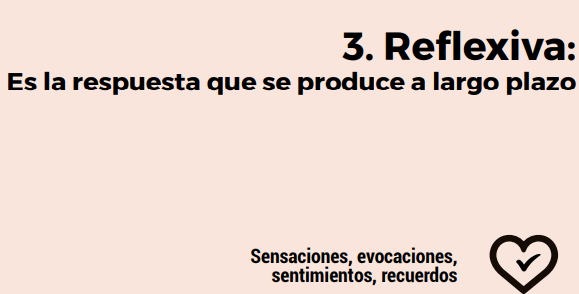 3. Reflexiva:
Es la respuesta que se produce a largo plazo
Sensaciones, evocaciones,
sentimientos, recuerdos